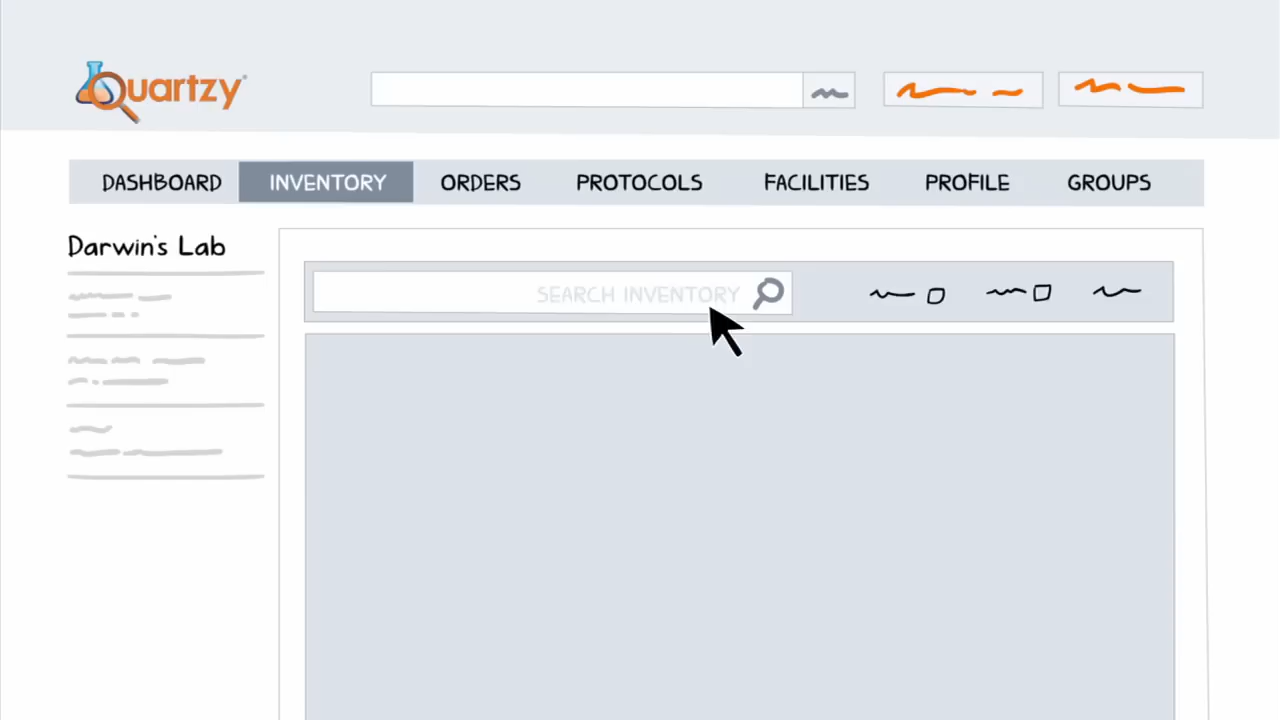 Quartzy
DASHBOARD INVENTORY ORDERS PROTOCOLS FACILITIES PROFILE GROUPS
Darwin's Lab
SEARCH INVENTORY